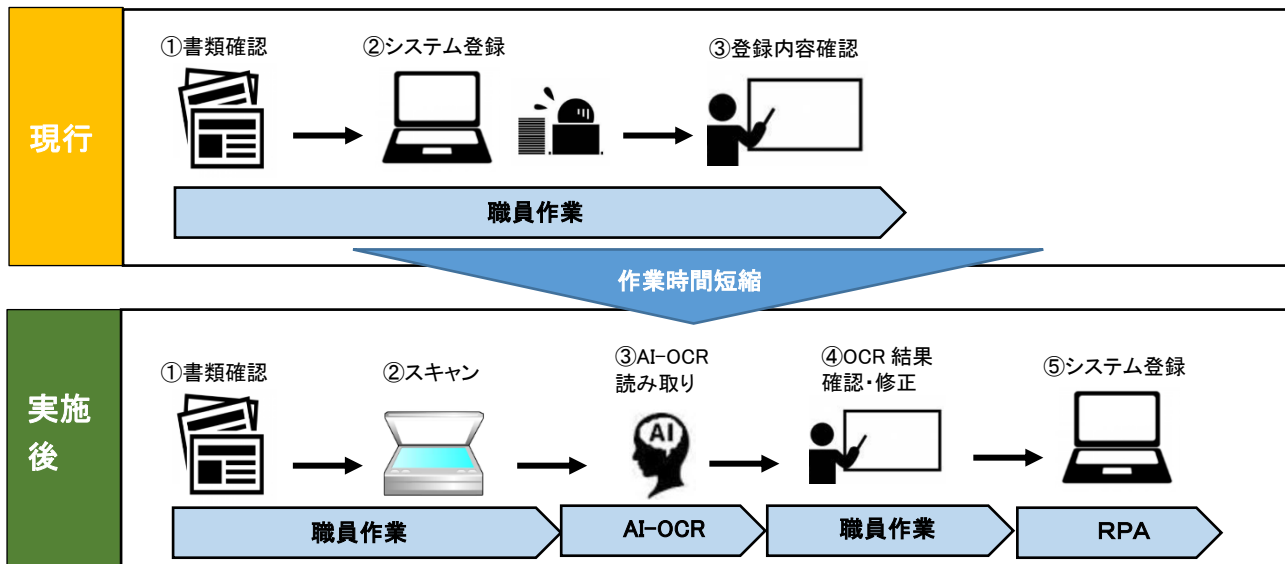 現行
①書類確認
②システム登録
③登録内容確認
職員作業
作業時間短縮
実施
後
①書類確認
②スキャン
③AI-OCR
読み取り
④OCR 結果
確認・修正
⑤システム登録
AI
職員作業
AI-OCR
職員作業
RPA